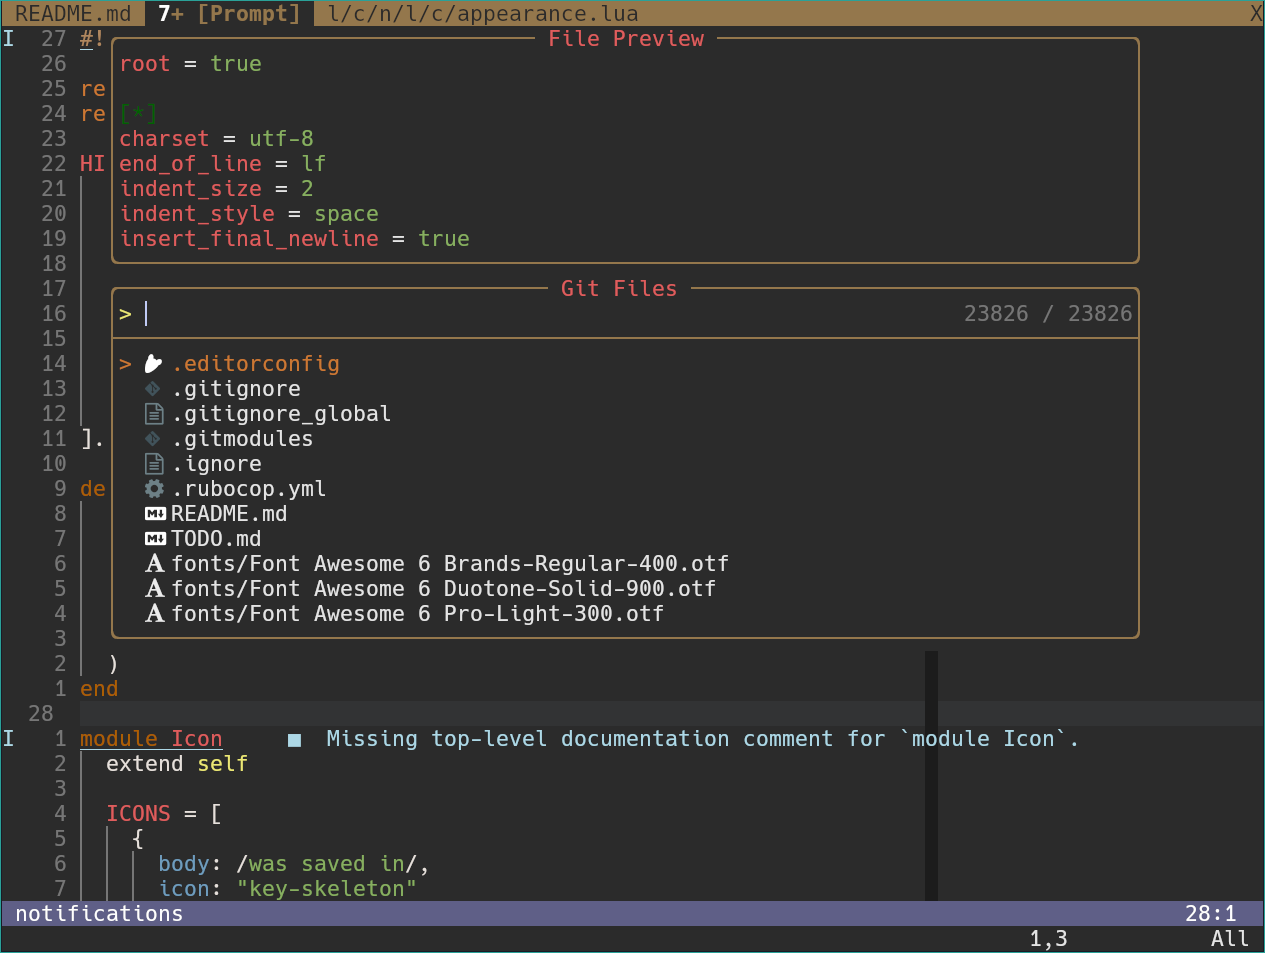 README.md 7+ [Prompt] l/c/n/l/c/appearance.lua X
I 27 #! File Preview
26 root = true
25 re
24 re [*]
23 charset = utf-8
22 HI end_of_line = lf
21 indent_size = 2
20 indent_style = space
19 insert_final_newline = true
18
17 Git Files
16 > 23826 / 23826
15
14 > .editorconfig
13 .gitignore
12 .gitignore_global
11 ]. .gitmodules
10 .ignore
9 de .rubocop.yml
8 README.md
7 TODO.md
6 fonts/Font Awesome 6 Brands-Regular-400.otf
5 fonts/Font Awesome 6 Duotone-Solid-900.otf
4 fonts/Font Awesome 6 Pro-Light-300.otf
3
2 )
1 end
28
I 1 module Icon ■ Missing top-level documentation comment for `module Icon`.
2 extend self
3
4 ICONS = [
5 {
6 body: /was saved in/,
7 icon: "key-skeleton"
notifications 28:1
1,3 All